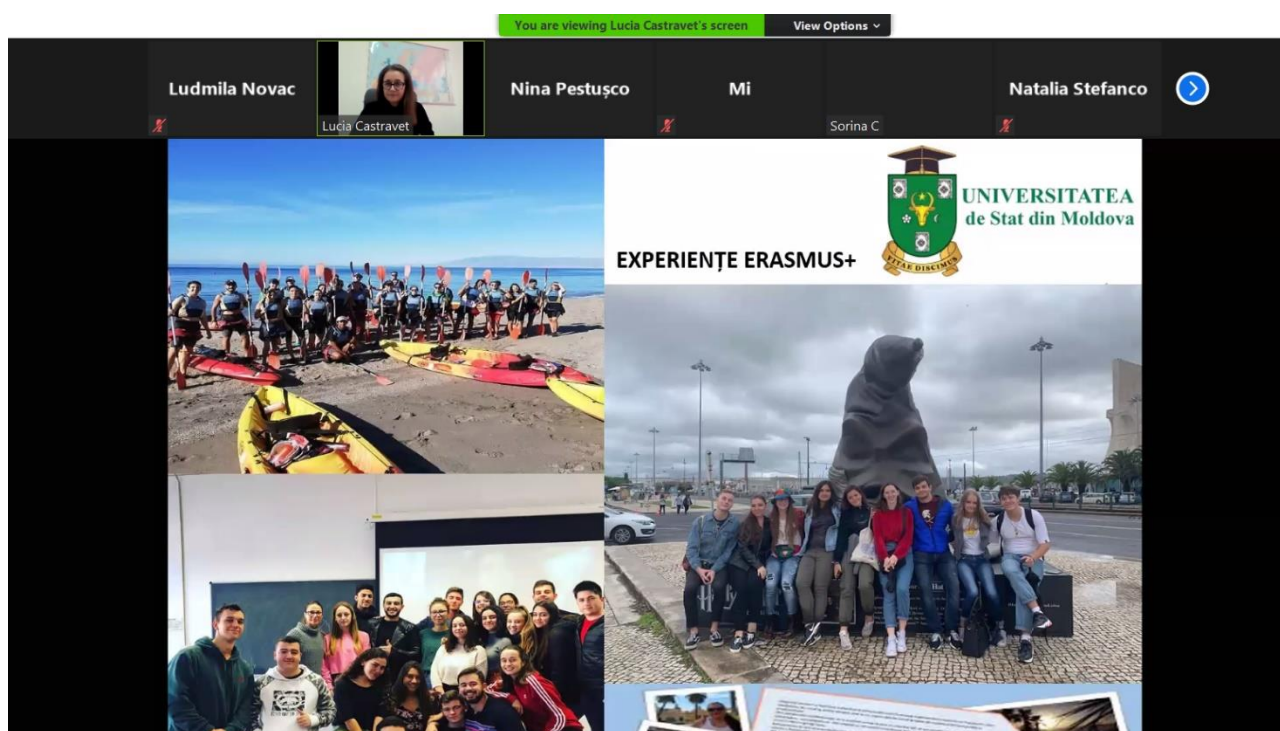 You are viewing Lucia Castravet's screen
View Options
Ludmila Novac
Nina Pestușco
Mi
Natalia Stefanco
Lucia Castravet
Sorina C
UNIVERSITATEA
de Stat din Moldova
VITAE DISCIMUS
EXPERIENȚE ERASMUS+